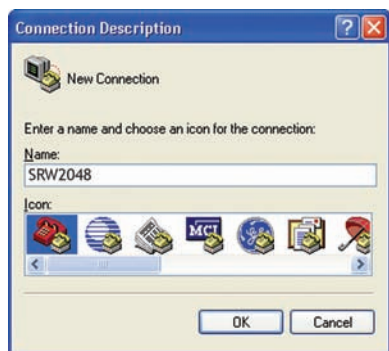 Connection Description
New Connection
Enter a name and choose an icon for the connection:
Name:
SRW2048
Icon:
MCI
OK
Cancel